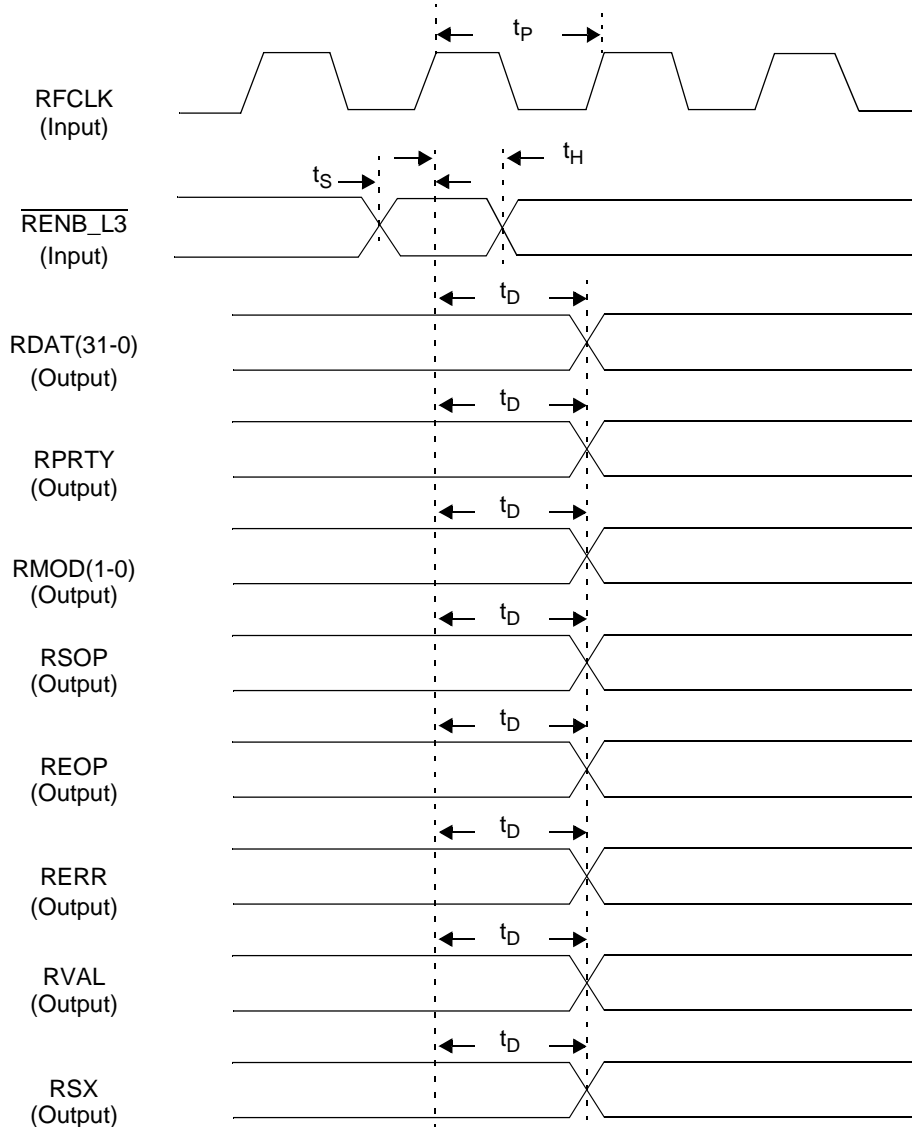 tP
RFCLK
(Input)
tS
tH
RENB_L3
(Input)
tD
RDAT(31-0)
(Output)
tD
RPRTY
(Output)
tD
RMOD(1-0)
(Output)
tD
RSOP
(Output)
tD
REOP
(Output)
tD
RERR
(Output)
tD
RVAL
(Output)
tD
RSX
(Output)